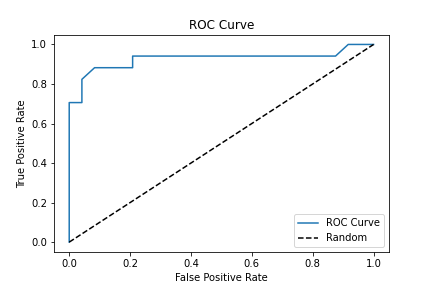 ROC Curve
1.0
0.8
0.6
0.4
0.2
0.0
True Positive Rate
0.0 0.2 0.4 0.6 0.8 1.0
False Positive Rate
ROC Curve
Random